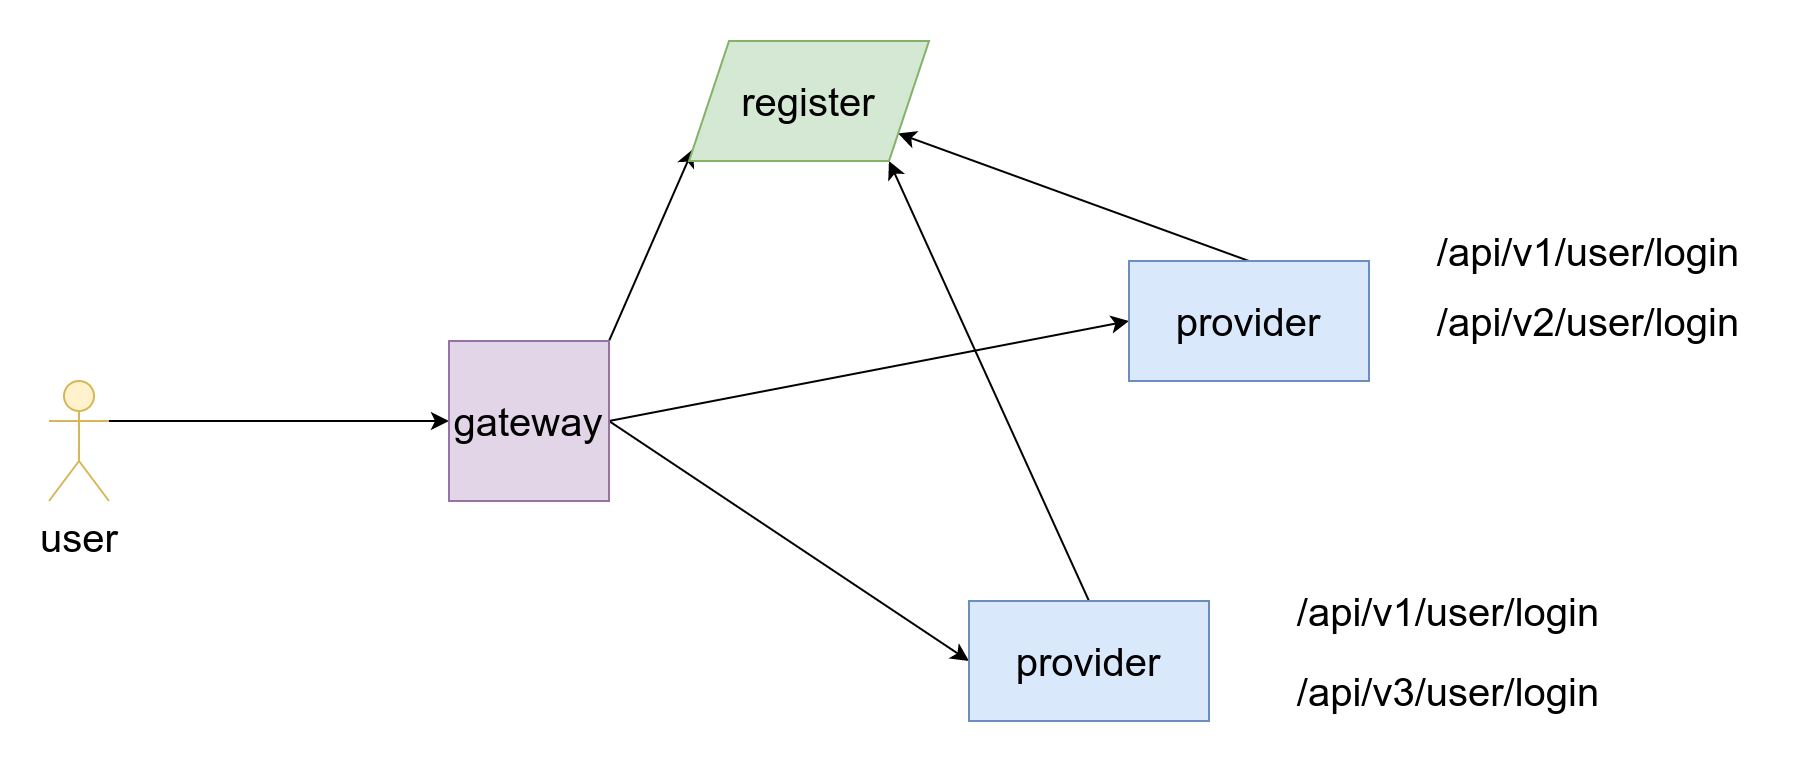 register
/api/v1/user/login
provider
/api/v2/user/login
gateway
user
/api/v1/user/login
provider
/api/v3/user/login